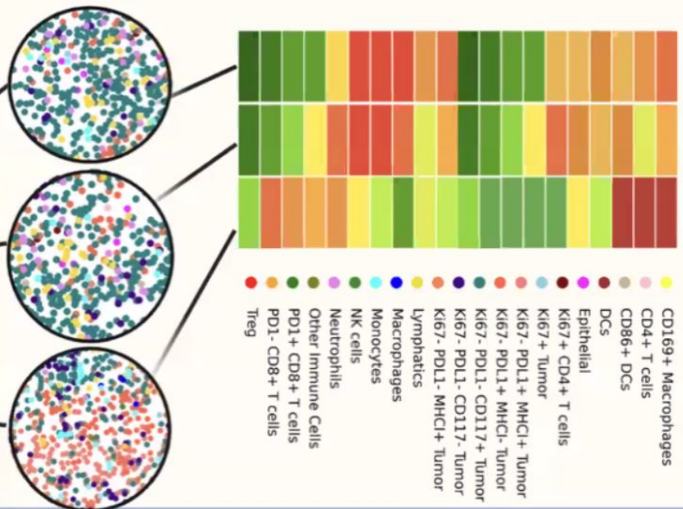 Treg
PD1- CD8+ T cells
PD1+ CD8+ T cells
Other Immune Cells
Neutrophils
NK cells
Monocytes
Macrophages
Lymphatics
Ki67- PDL1- MHCI+ Tumor
Ki67- PDL1- CD117- Tumor
Ki67- PDL1- CD117+ Tumor
Ki67- PDL1+ MHCI- Tumor
Ki67- PDL1+ MHCI+ Tumor
Ki67+ Tumor
Ki67+ CD4+ T cells
Epithelial
DCs
CD86+ DCs
CD4+ T cells
CD169+ Macrophages